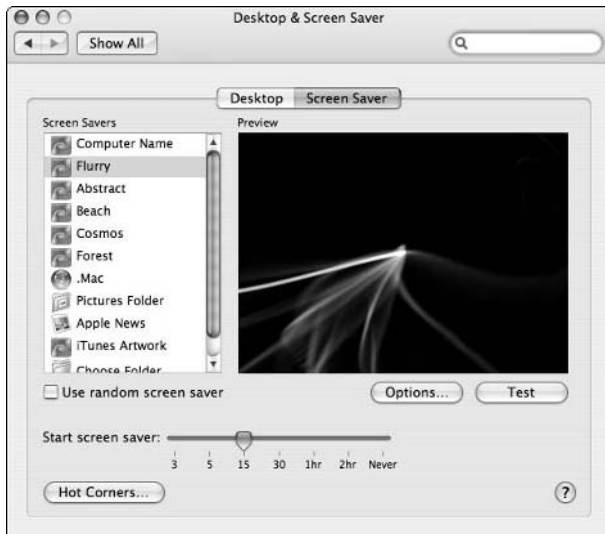 Desktop & Screen Saver
Show All
Desktop Screen Saver
Screen Savers
Computer Name
Flurry
Abstract
Beach
Cosmos
Forest
.Mac
Pictures Folder
Apple News
iTunes Artwork
Choose Folder
Preview
Use random screen saver
Options...
Test
Start screen saver:
3 5 15 30 1hr 2hr Never
Hot Corners...
?